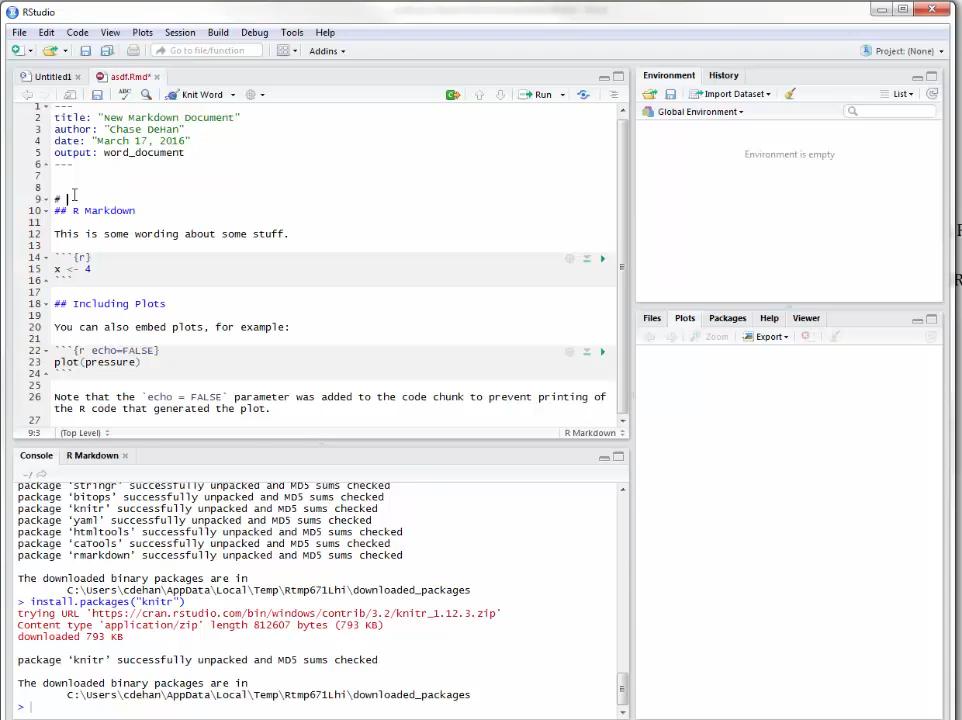 RStudio
File Edit Code View Plots Session Build Debug Tools Help
Go to file/function Addins Project: (None)
Untitled1 × asdf.Rmd* × Environment History
ABC Knit Word Run Import Dataset List
Global Environment
Environment is empty
1 ---
2 title: "New Markdown Document"
3 author: "Chase DeHan"
4 date: "March 17, 2016"
5 output: word_document
6 ---
7
8
9 #
10 ## R Markdown
11
12 This is some wording about some stuff.
13
14 ```{r}
15 x <- 4
16 ```
17
18 ## Including Plots
19
20 You can also embed plots, for example:
21
22 ```{r echo=FALSE}
23 plot(pressure)
24 ```
25
26 Note that the `echo = FALSE` parameter was added to the code chunk to prevent printing of
the R code that generated the plot.
27
9:3 (Top Level) R Markdown
Files Plots Packages Help Viewer
Zoom Export
Console R Markdown ×
~/
package ‘stringr’ successfully unpacked and MD5 sums checked
package ‘bitops’ successfully unpacked and MD5 sums checked
package ‘knitr’ successfully unpacked and MD5 sums checked
package ‘yaml’ successfully unpacked and MD5 sums checked
package ‘htmltools’ successfully unpacked and MD5 sums checked
package ‘caTools’ successfully unpacked and MD5 sums checked
package ‘rmarkdown’ successfully unpacked and MD5 sums checked
The downloaded binary packages are in
C:\Users\cdehan\AppData\Local\Temp\Rtmp671Lhi\downloaded_packages
> install.packages("knitr")
trying URL 'https://cran.rstudio.com/bin/windows/contrib/3.2/knitr_1.12.3.zip'
Content type 'application/zip' length 812607 bytes (793 KB)
downloaded 793 KB
package ‘knitr’ successfully unpacked and MD5 sums checked
The downloaded binary packages are in
C:\Users\cdehan\AppData\Local\Temp\Rtmp671Lhi\downloaded_packages
>